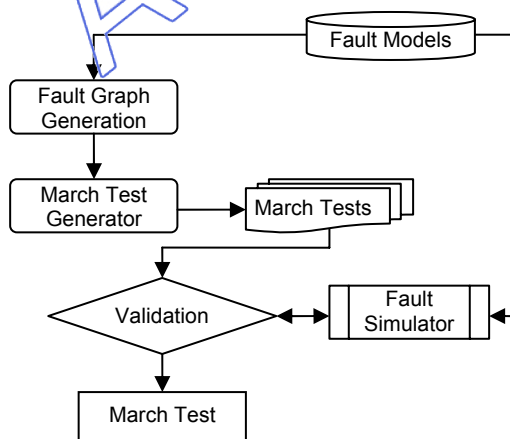 Fault Models
Fault Graph
Generation
March Test
Generator
March Tests
Validation
Fault
Simulator
March Test